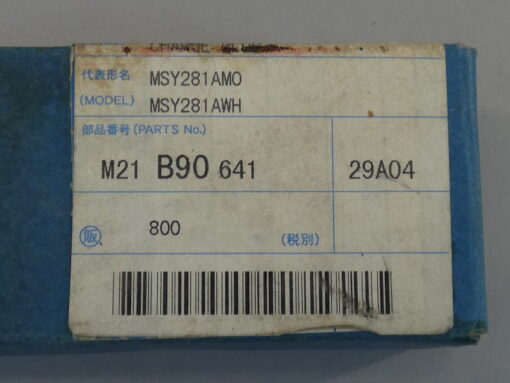 代表形名 MSY281AMO
(MODEL) MSY281AWH
部品番号 (PARTS No.)
M21 B90 641 29A04
販 800 (税別)